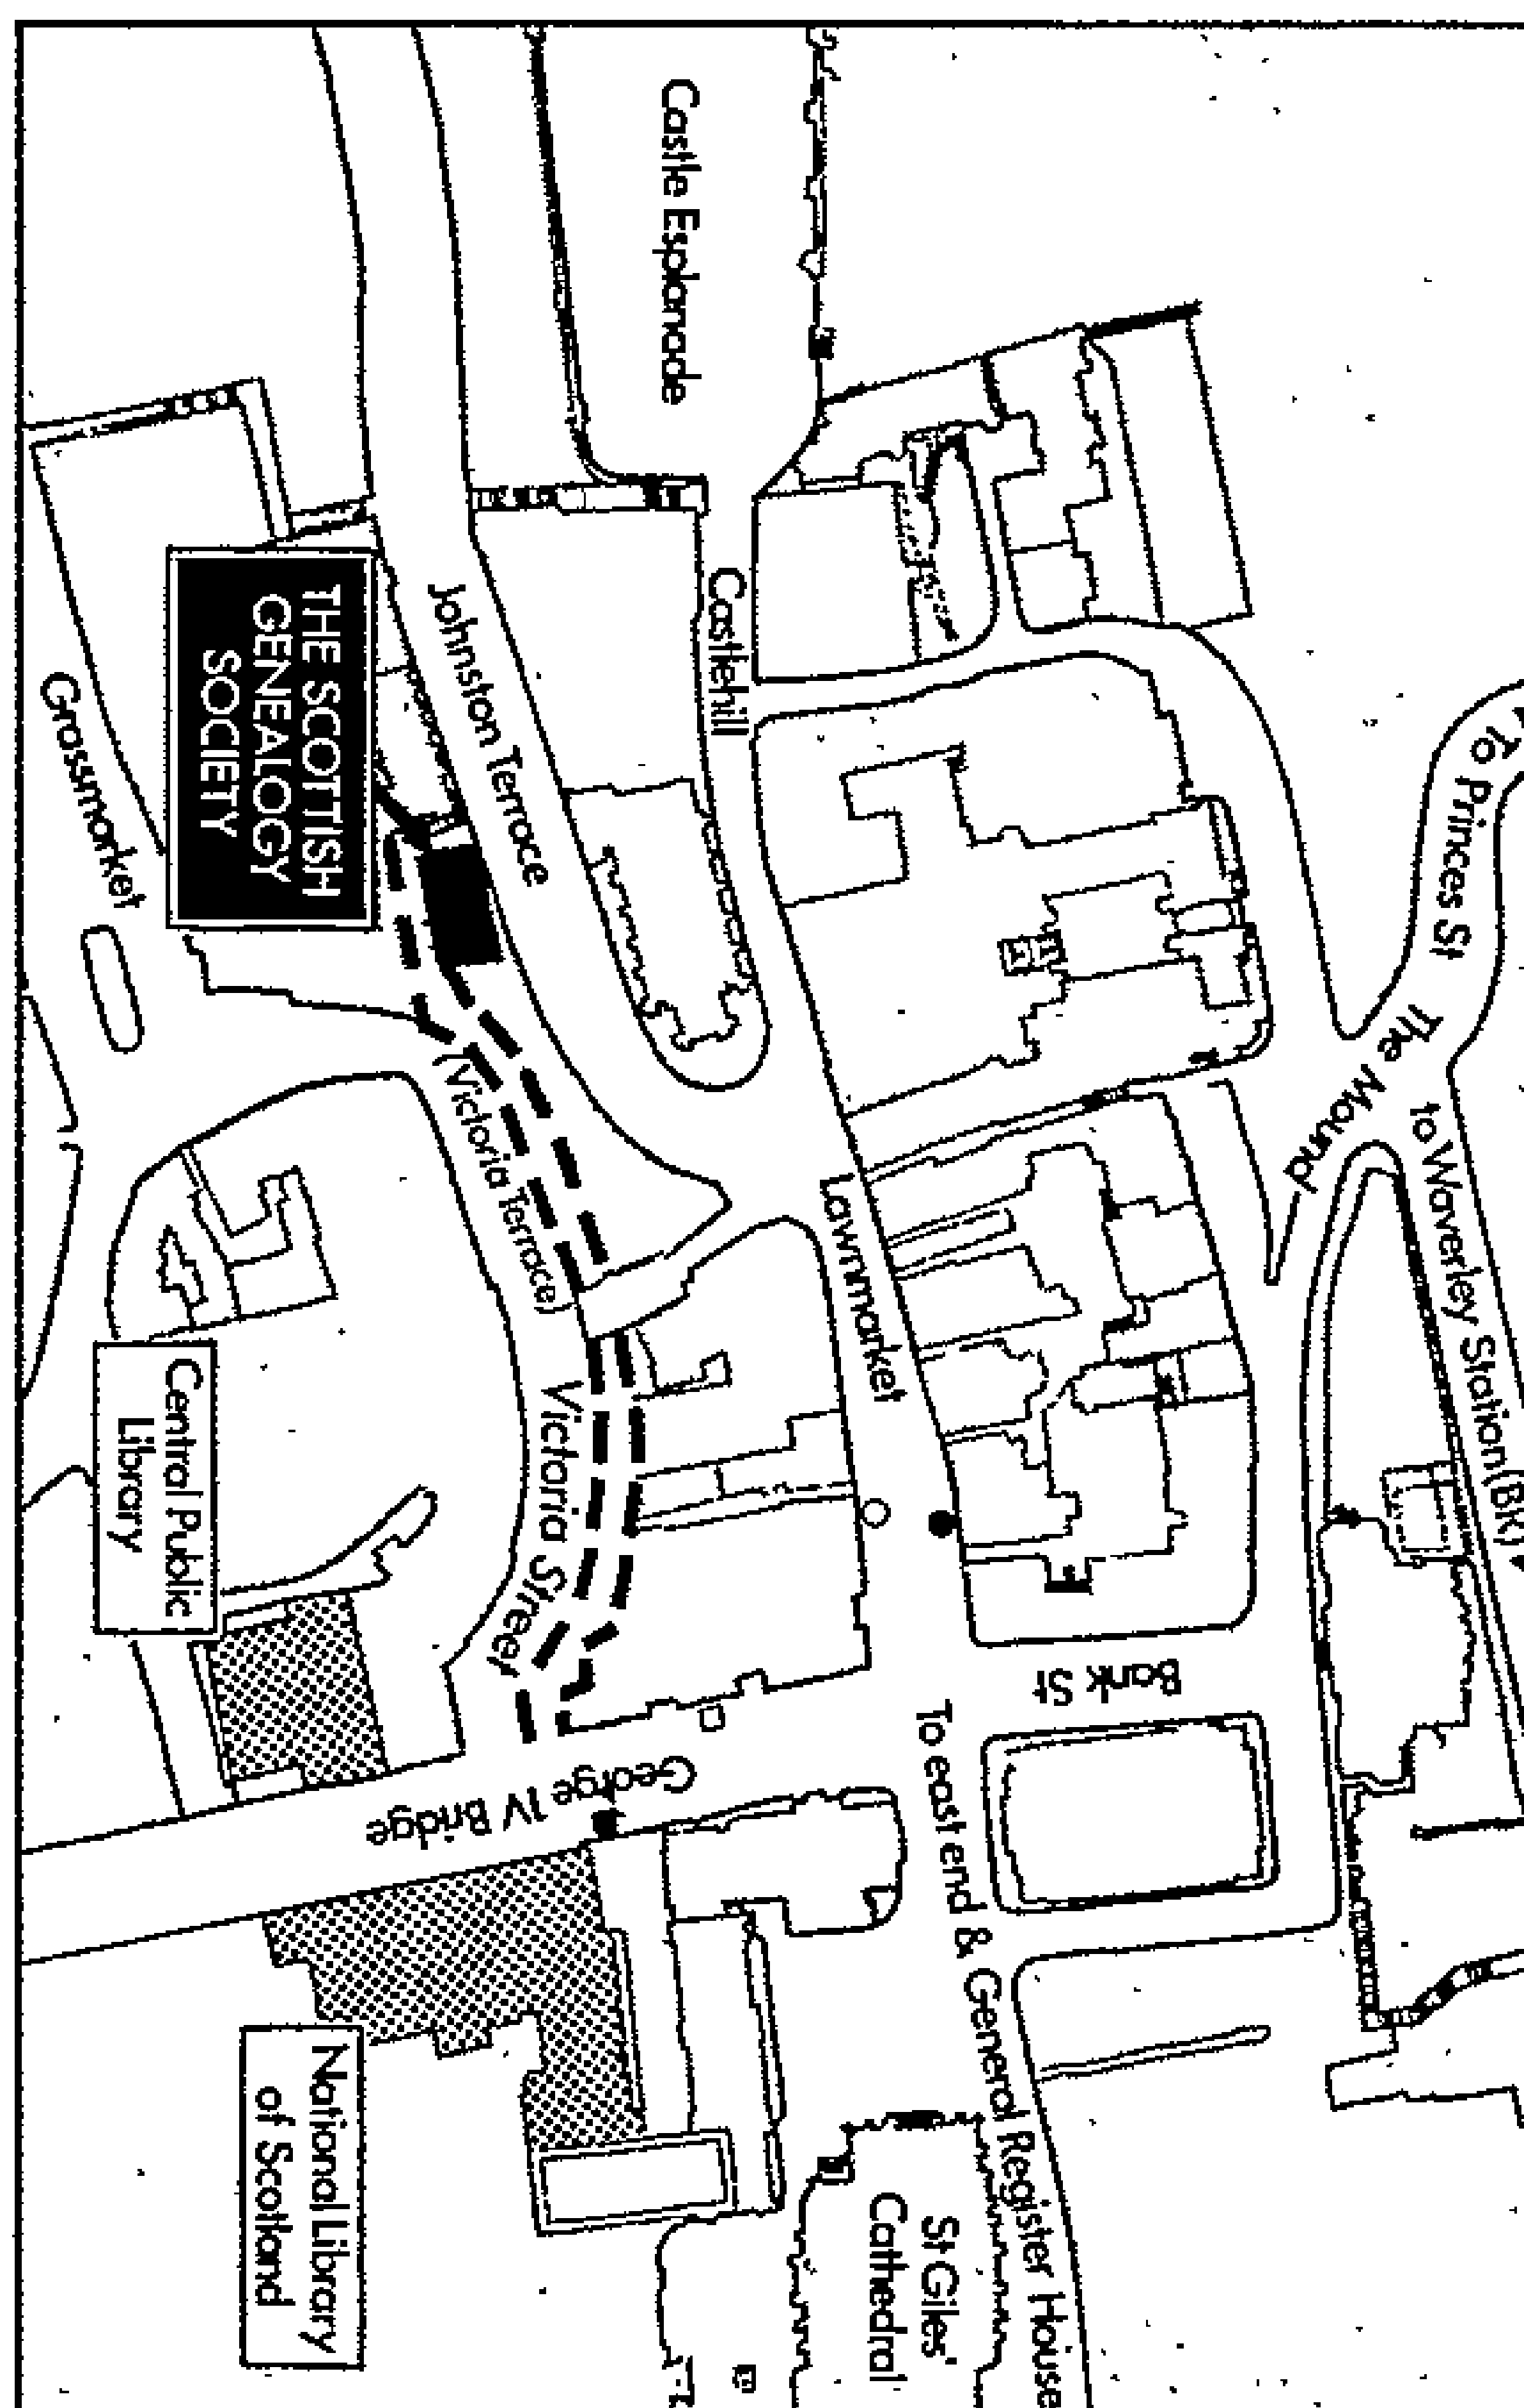 Castle Esplanade
To Princes St
The Mound
to Waverley Station (BR)
Castlehill
Johnston Terrace
THE SCOTTISH
GENEALOGY
SOCIETY
Grassmarket
(Victoria Terrace)
Lawnmarket
Victoria Street
Bank St
Central Public
Library
George IV Bridge
To east end & General Register House
St Giles'
Cathedral
National Library
of Scotland